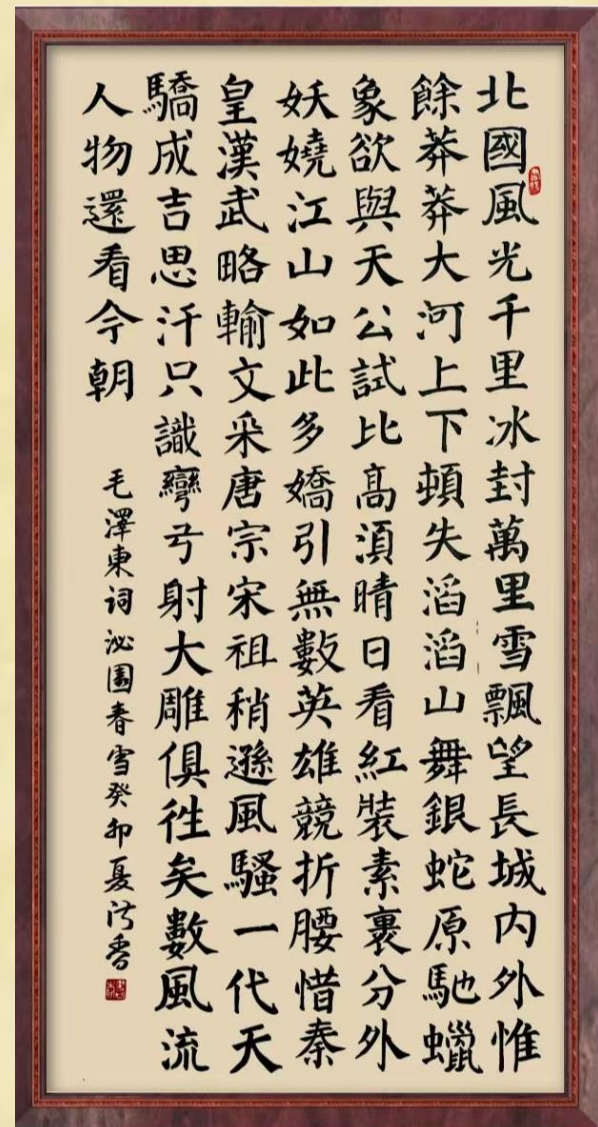 北國風光千里冰封萬里雪飄望長城内外惟
餘莽莽大河上下頓失滔滔山舞銀蛇原馳蠟
象欲與天公試比髙湏晴日看紅裝素裹分外
妖嬈江山如此多嬌引無數英雄競折腰惜秦
皇漢武略輸文采唐宗宋祖稍遜風騷一代天
驕成吉思汗只識彎弓射大雕俱徃矣數風流
人物還看今朝
毛澤東词沁園春雪癸卯夏香